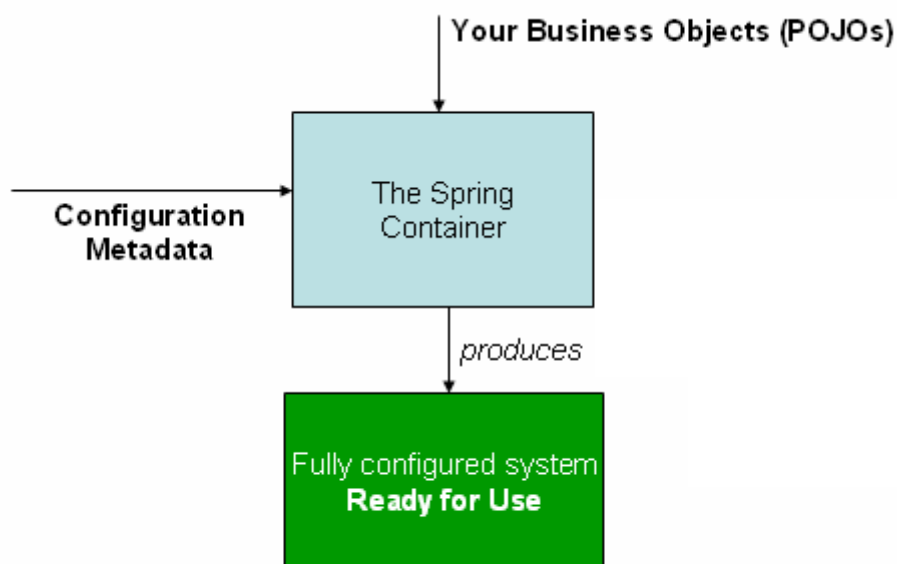 Your Business Objects (POJOs)
The Spring
Container
Configuration
Metadata
produces
Fully configured system
Ready for Use